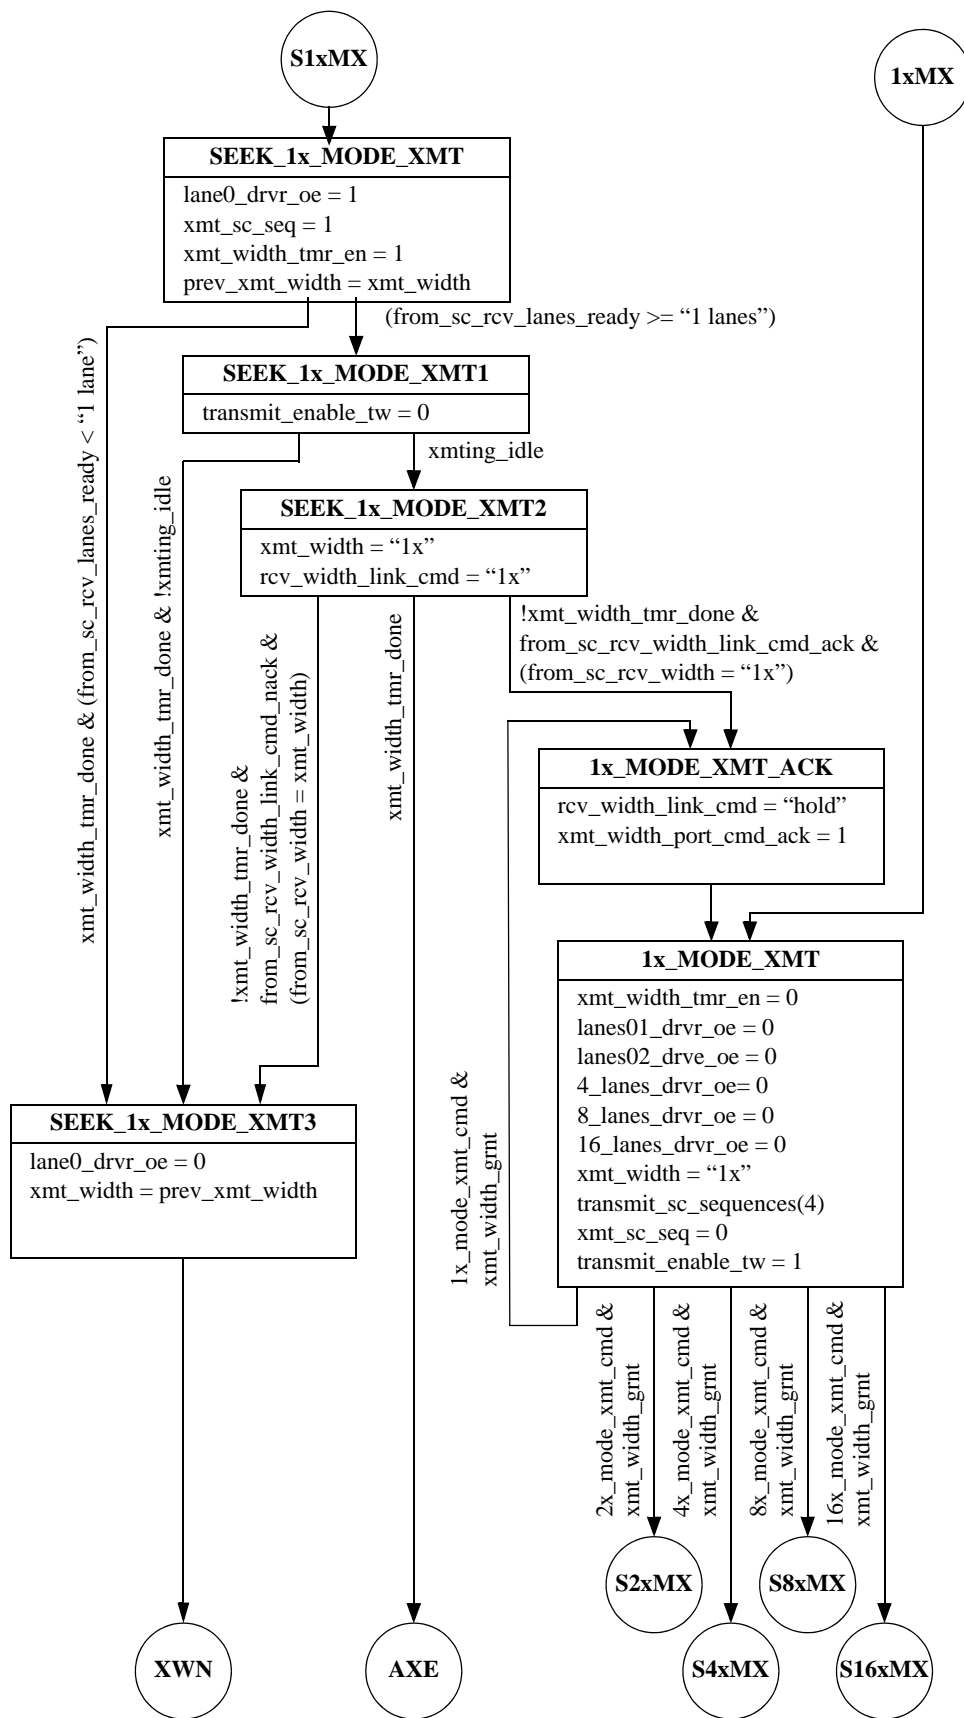 S1xMX
1xMX
SEEK_1x_MODE_XMT
lane0_drvr_oe = 1
xmt_sc_seq = 1
xmt_width_tmr_en = 1
prev_xmt_width = xmt_width
(from_sc_rcv_lanes_ready >= “1 lanes”)
xmt_width_tmr_done & (from_sc_rcv_lanes_ready < “1 lane”)
SEEK_1x_MODE_XMT1
transmit_enable_tw = 0
xmting_idle
xmt_width_tmr_done & !xmting_idle
SEEK_1x_MODE_XMT2
xmt_width = “1x”
rcv_width_link_cmd = “1x”
!xmt_width_tmr_done &
from_sc_rcv_width_link_cmd_nack &
(from_sc_rcv_width = xmt_width)
xmt_width_tmr_done
!xmt_width_tmr_done &
from_sc_rcv_width_link_cmd_ack &
(from_sc_rcv_width = “1x”)
1x_MODE_XMT_ACK
rcv_width_link_cmd = “hold”
xmt_width_port_cmd_ack = 1
1x_MODE_XMT
xmt_width_tmr_en = 0
lanes01_drvr_oe = 0
lanes02_drve_oe = 0
4_lanes_drvr_oe= 0
8_lanes_drvr_oe = 0
16_lanes_drvr_oe = 0
xmt_width = “1x”
transmit_sc_sequences(4)
xmt_sc_seq = 0
transmit_enable_tw = 1
1x_mode_xmt_cmd &
xmt_width_grnt
SEEK_1x_MODE_XMT3
lane0_drvr_oe = 0
xmt_width = prev_xmt_width
2x_mode_xmt_cmd &
xmt_width_grnt
4x_mode_xmt_cmd &
xmt_width_grnt
8x_mode_xmt_cmd &
xmt_width_grnt
16x_mode_xmt_cmd &
xmt_width_grnt
S2xMX
S8xMX
XWN
AXE
S4xMX
S16xMX